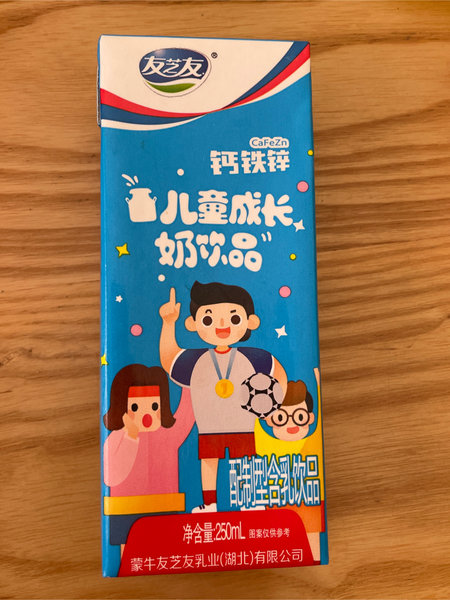 友芝友®
CaFeZn
钙铁锌
儿童成长
奶饮品
配制型含乳饮品
净含量:250mL 图案仅供参考
蒙牛友芝友乳业(湖北)有限公司